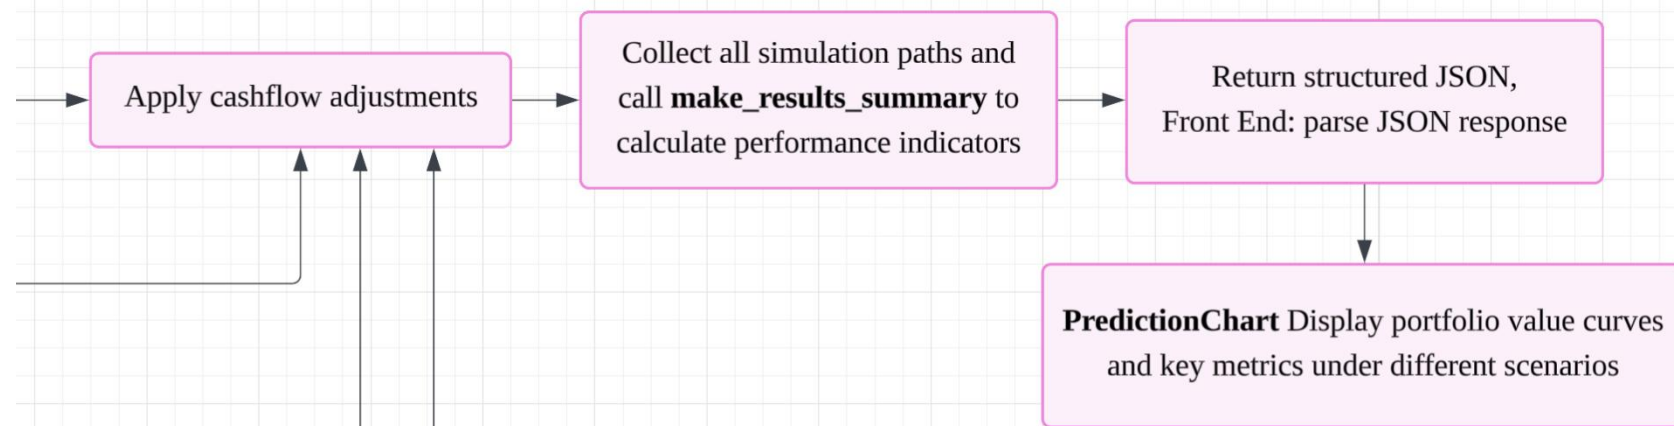 Apply cashflow adjustments
Collect all simulation paths and
call make_results_summary to
calculate performance indicators
Return structured JSON,
Front End: parse JSON response
PredictionChart Display portfolio value curves
and key metrics under different scenarios